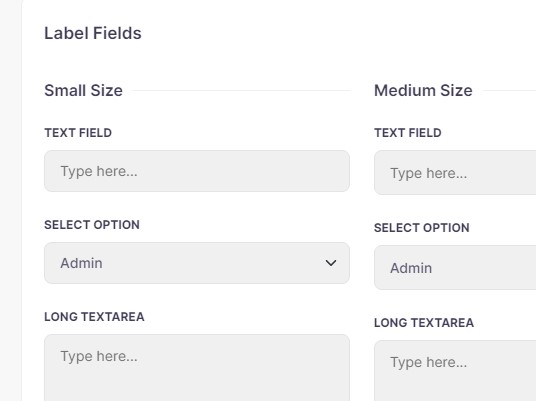 Label Fields
Small Size
TEXT FIELD
Type here...
SELECT OPTION
Admin
LONG TEXTAREA
Type here...
Medium Size
TEXT FIELD
Type here...
SELECT OPTION
Admin
LONG TEXTAREA
Type here...